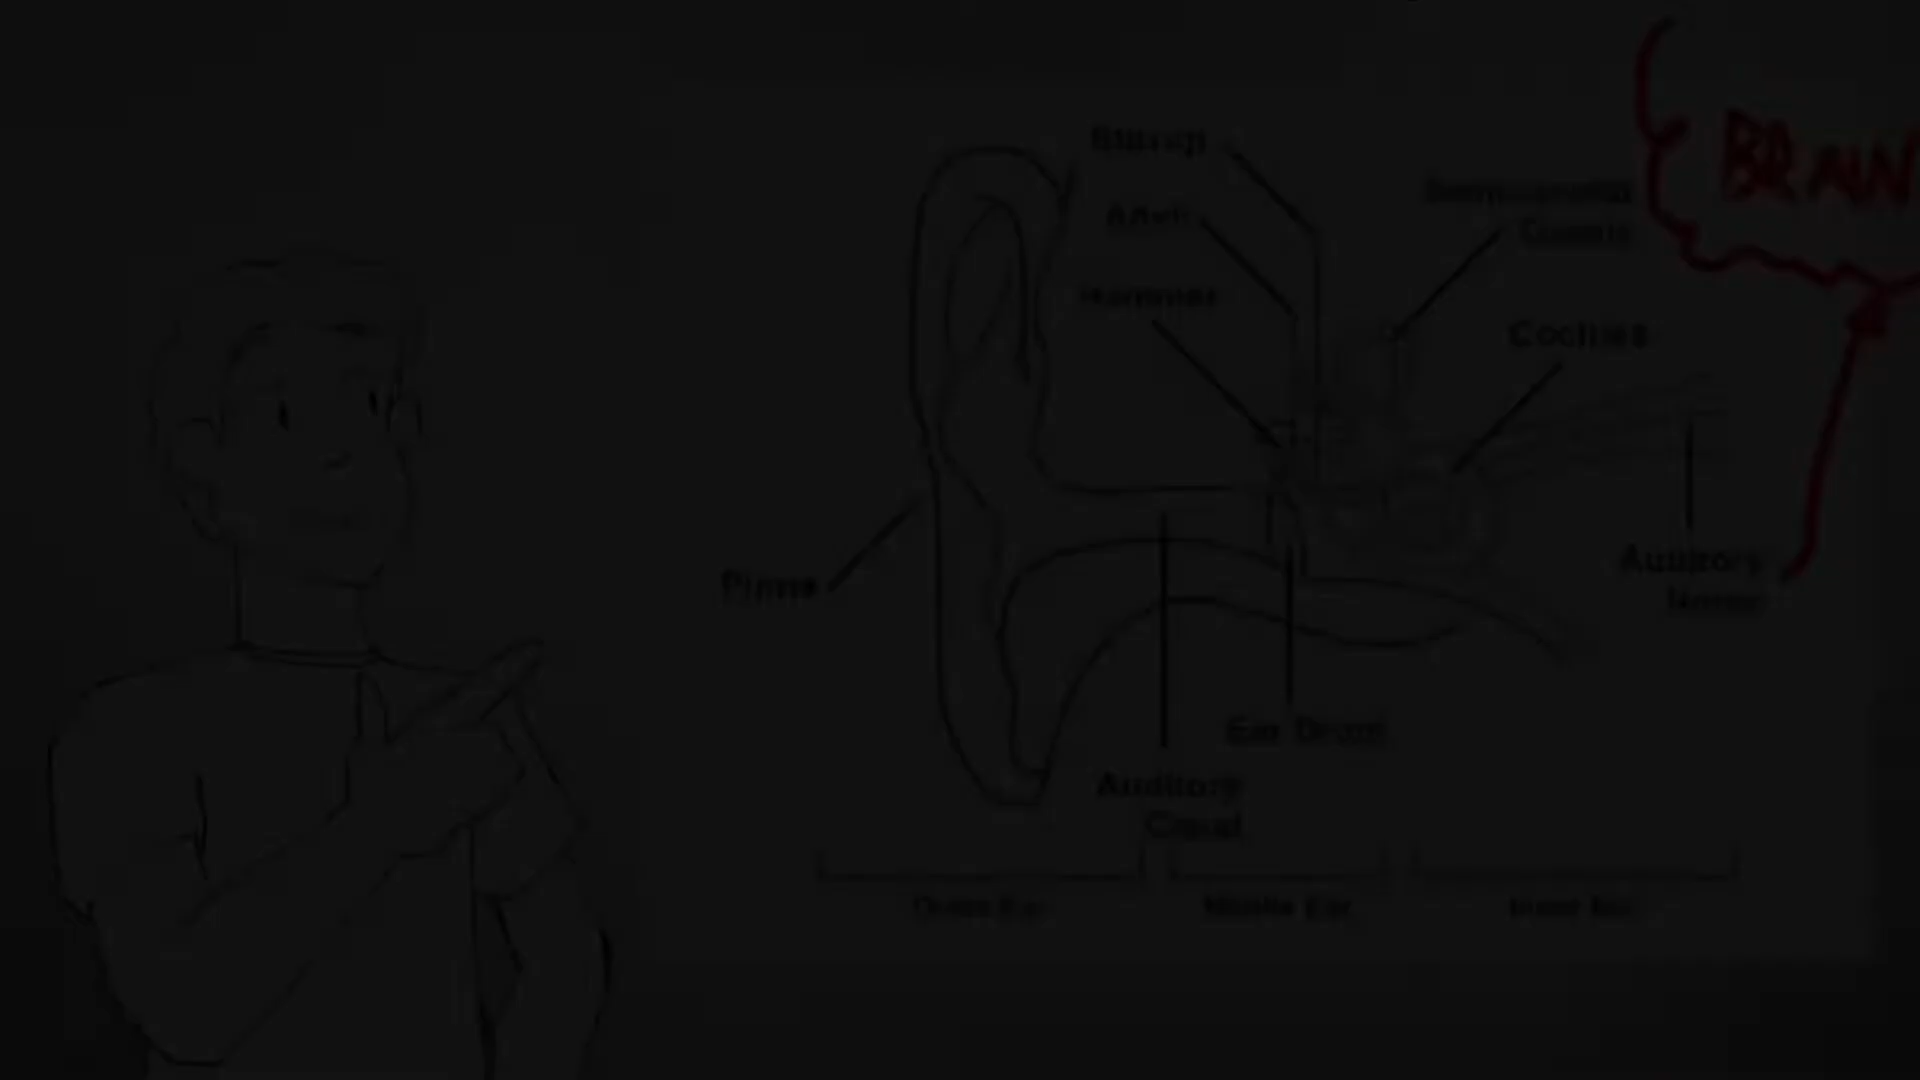 Stirrup
Anvil
Hammer
Semicircular
Canals
BRAIN
Cochlea
Pinna
Auditory
Nerve
Ear Drum
Auditory
Canal
Outer Ear
Middle Ear
Inner Ear